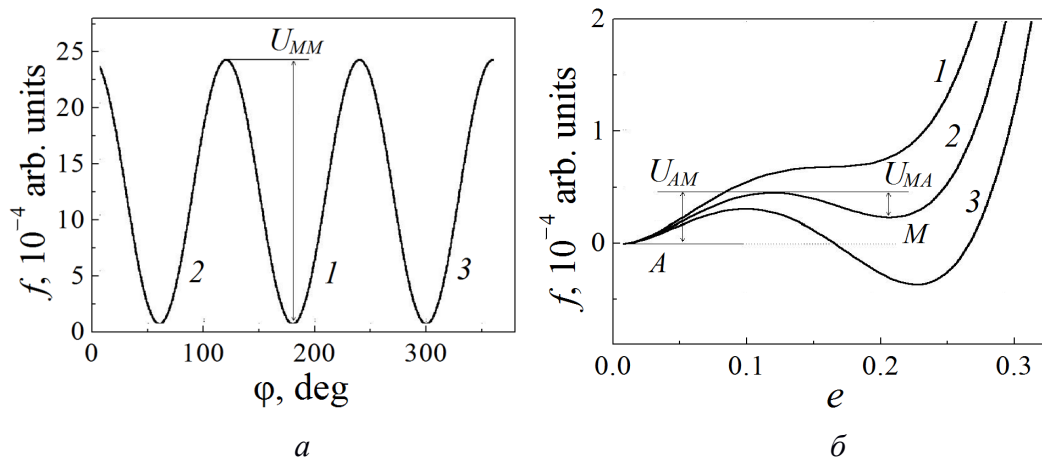 f, 10⁻⁴ arb. units
25
20
15
10
5
0
U_MM
2
1
3
0
100
200
300
φ, deg
а
f, 10⁻⁴ arb. units
2
1
0
U_AM
U_MA
1
2
3
A
M
0.0
0.1
0.2
0.3
e
б